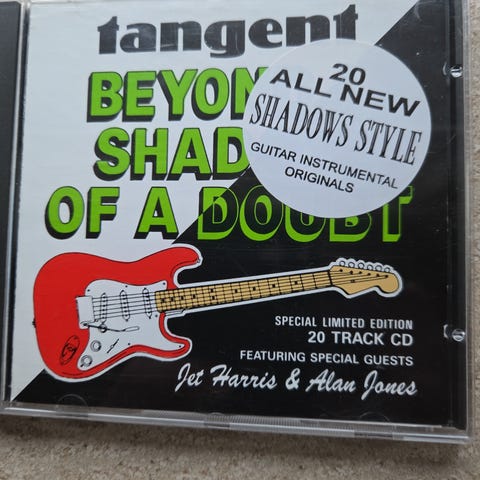 tangent
BEYON
SHAD
OF A DOUBT
20
ALL NEW
SHADOWS STYLE
GUITAR INSTRUMENTAL
ORIGINALS
SPECIAL LIMITED EDITION
20 TRACK CD
FEATURING SPECIAL GUESTS
Jet Harris & Alan Jones